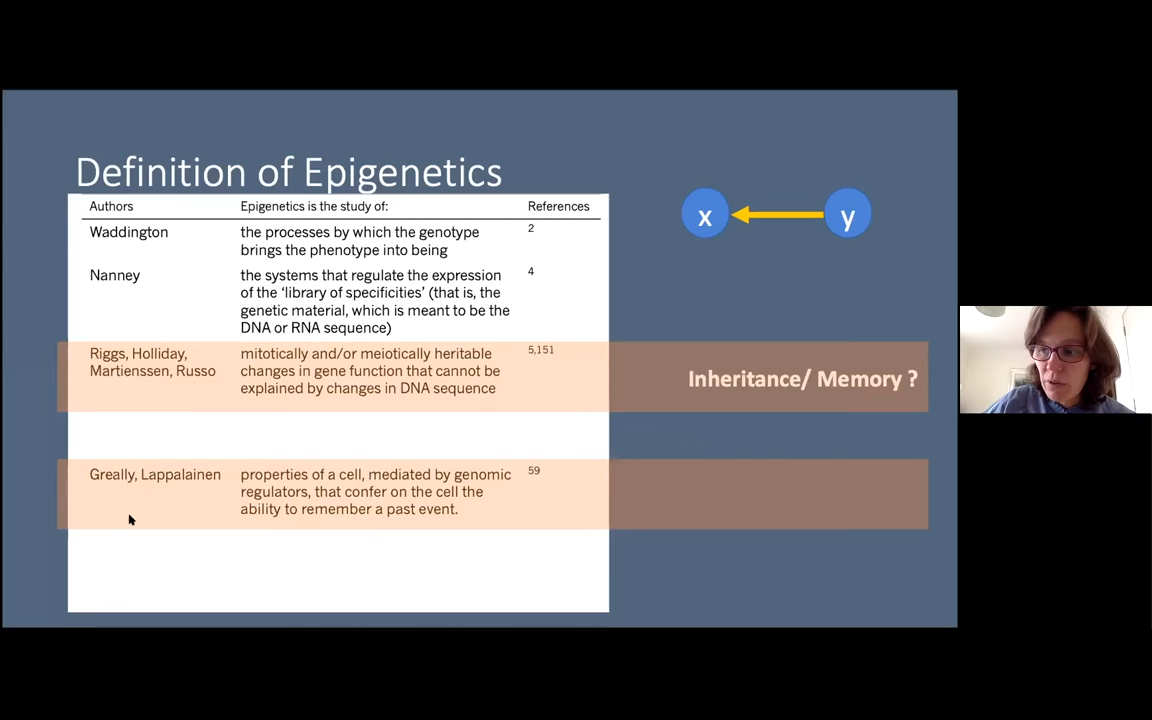 Definition of Epigenetics
Authors Epigenetics is the study of: References
Waddington the processes by which the genotype 2
brings the phenotype into being
Nanney the systems that regulate the expression 4
of the ‘library of specificities’ (that is, the
genetic material, which is meant to be the
DNA or RNA sequence)
Riggs, Holliday, mitotically and/or meiotically heritable 5,151
Martienssen, Russo changes in gene function that cannot be
explained by changes in DNA sequence
Greally, Lappalainen properties of a cell, mediated by genomic 59
regulators, that confer on the cell the
ability to remember a past event.
x y
Inheritance/ Memory ?